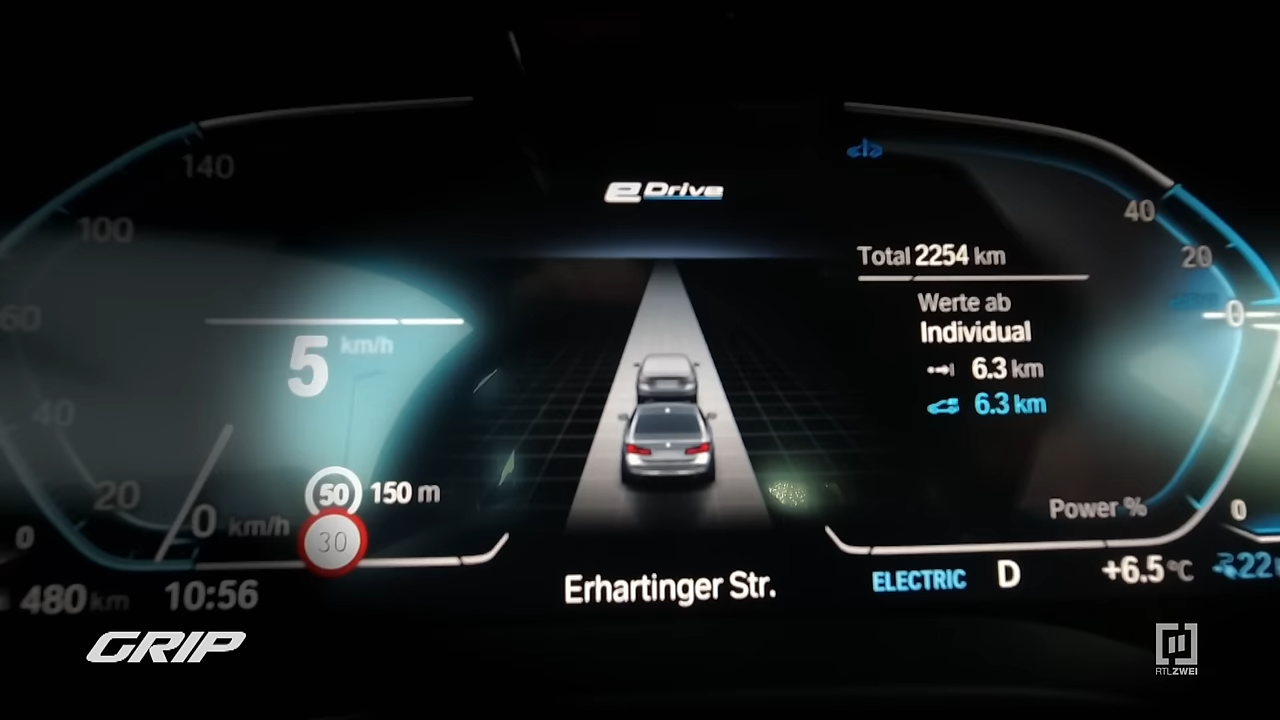 140
100
60
40
20
0 km/h
5 km/h
50 150 m
30
0
480 km
10:56
eDrive
Erhartinger Str.
Total 2254 km
Werte ab
Individual
6.3 km
6.3 km
40
20
0
Power %
0
ELECTRIC D
+6.5°C
22
GRIP
RTLZWEI